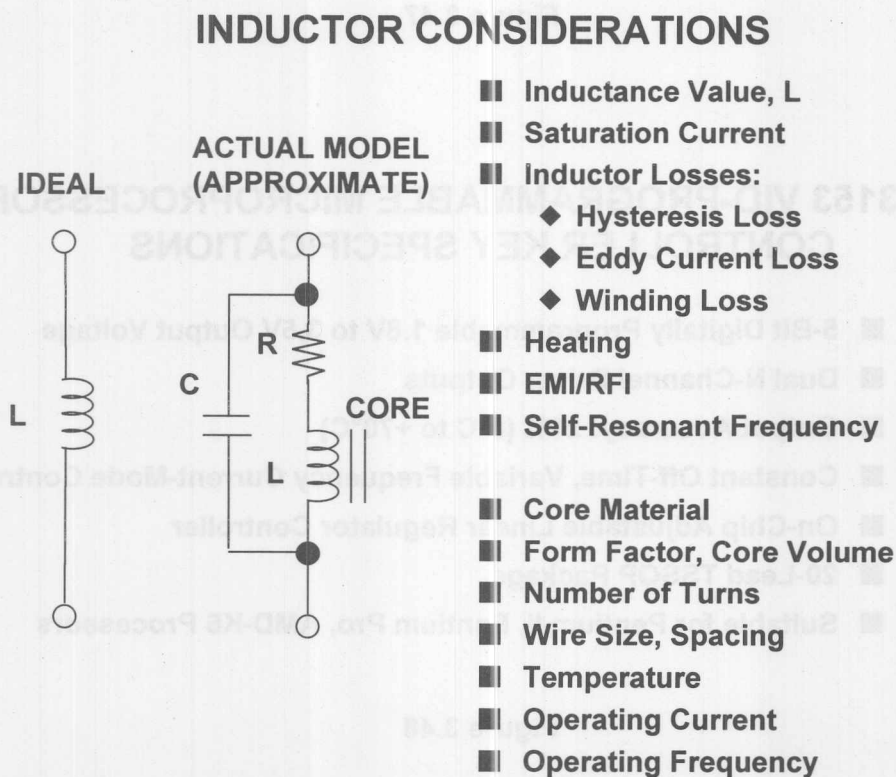 INDUCTOR CONSIDERATIONS
IDEAL
L
ACTUAL MODEL
(APPROXIMATE)
R
C
CORE
L
Inductance Value, L
Saturation Current
Inductor Losses:
Hysteresis Loss
Eddy Current Loss
Winding Loss
Heating
EMI/RFI
Self-Resonant Frequency
Core Material
Form Factor, Core Volume
Number of Turns
Wire Size, Spacing
Temperature
Operating Current
Operating Frequency